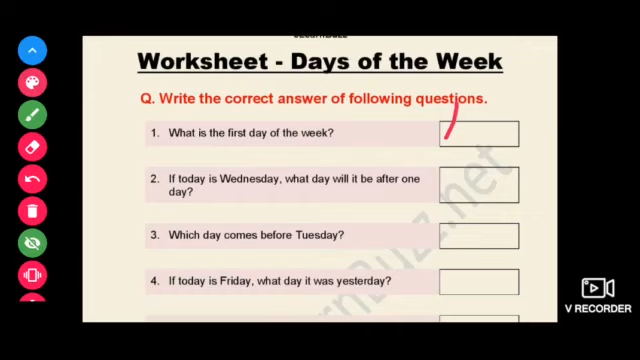 Worksheet - Days of the Week
Q. Write the correct answer of following questions.
1. What is the first day of the week?
2. If today is Wednesday, what day will it be after one
day?
3. Which day comes before Tuesday?
4. If today is Friday, what day it was yesterday?
V RECORDER